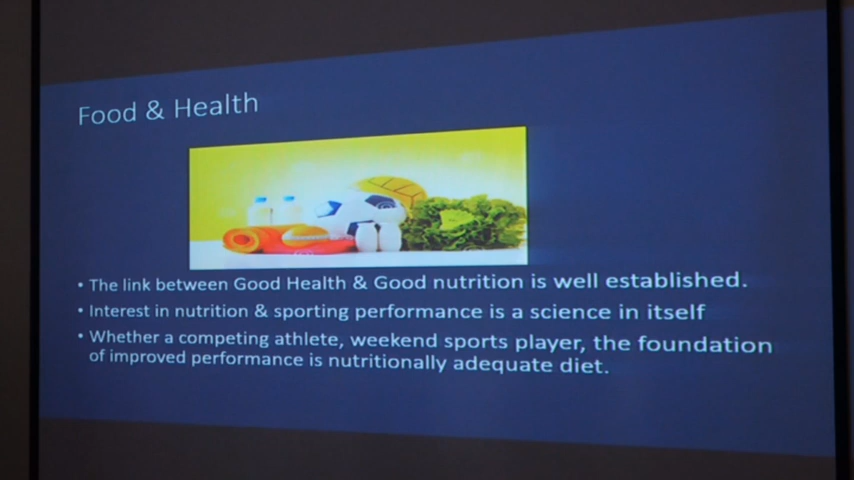 Food & Health
• The link between Good Health & Good nutrition is well established.
• Interest in nutrition & sporting performance is a science in itself
• Whether a competing athlete, weekend sports player, the foundation
of improved performance is nutritionally adequate diet.